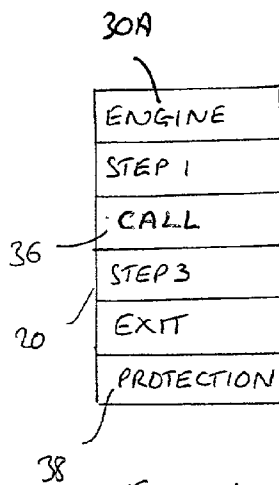 30A
ENGINE
STEP 1
CALL
36
STEP 3
20
EXIT
PROTECTION
38